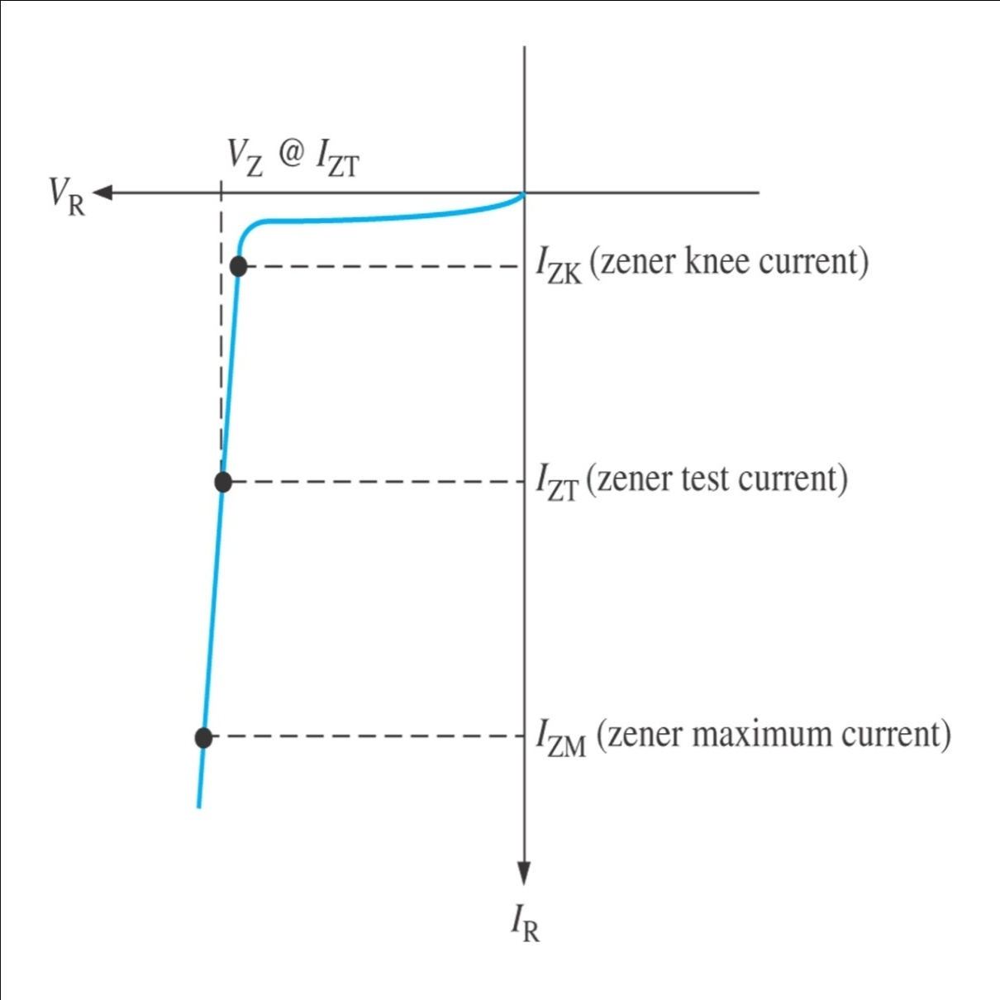 V_Z @ I_ZT
V_R
I_ZK (zener knee current)
I_ZT (zener test current)
I_ZM (zener maximum current)
I_R